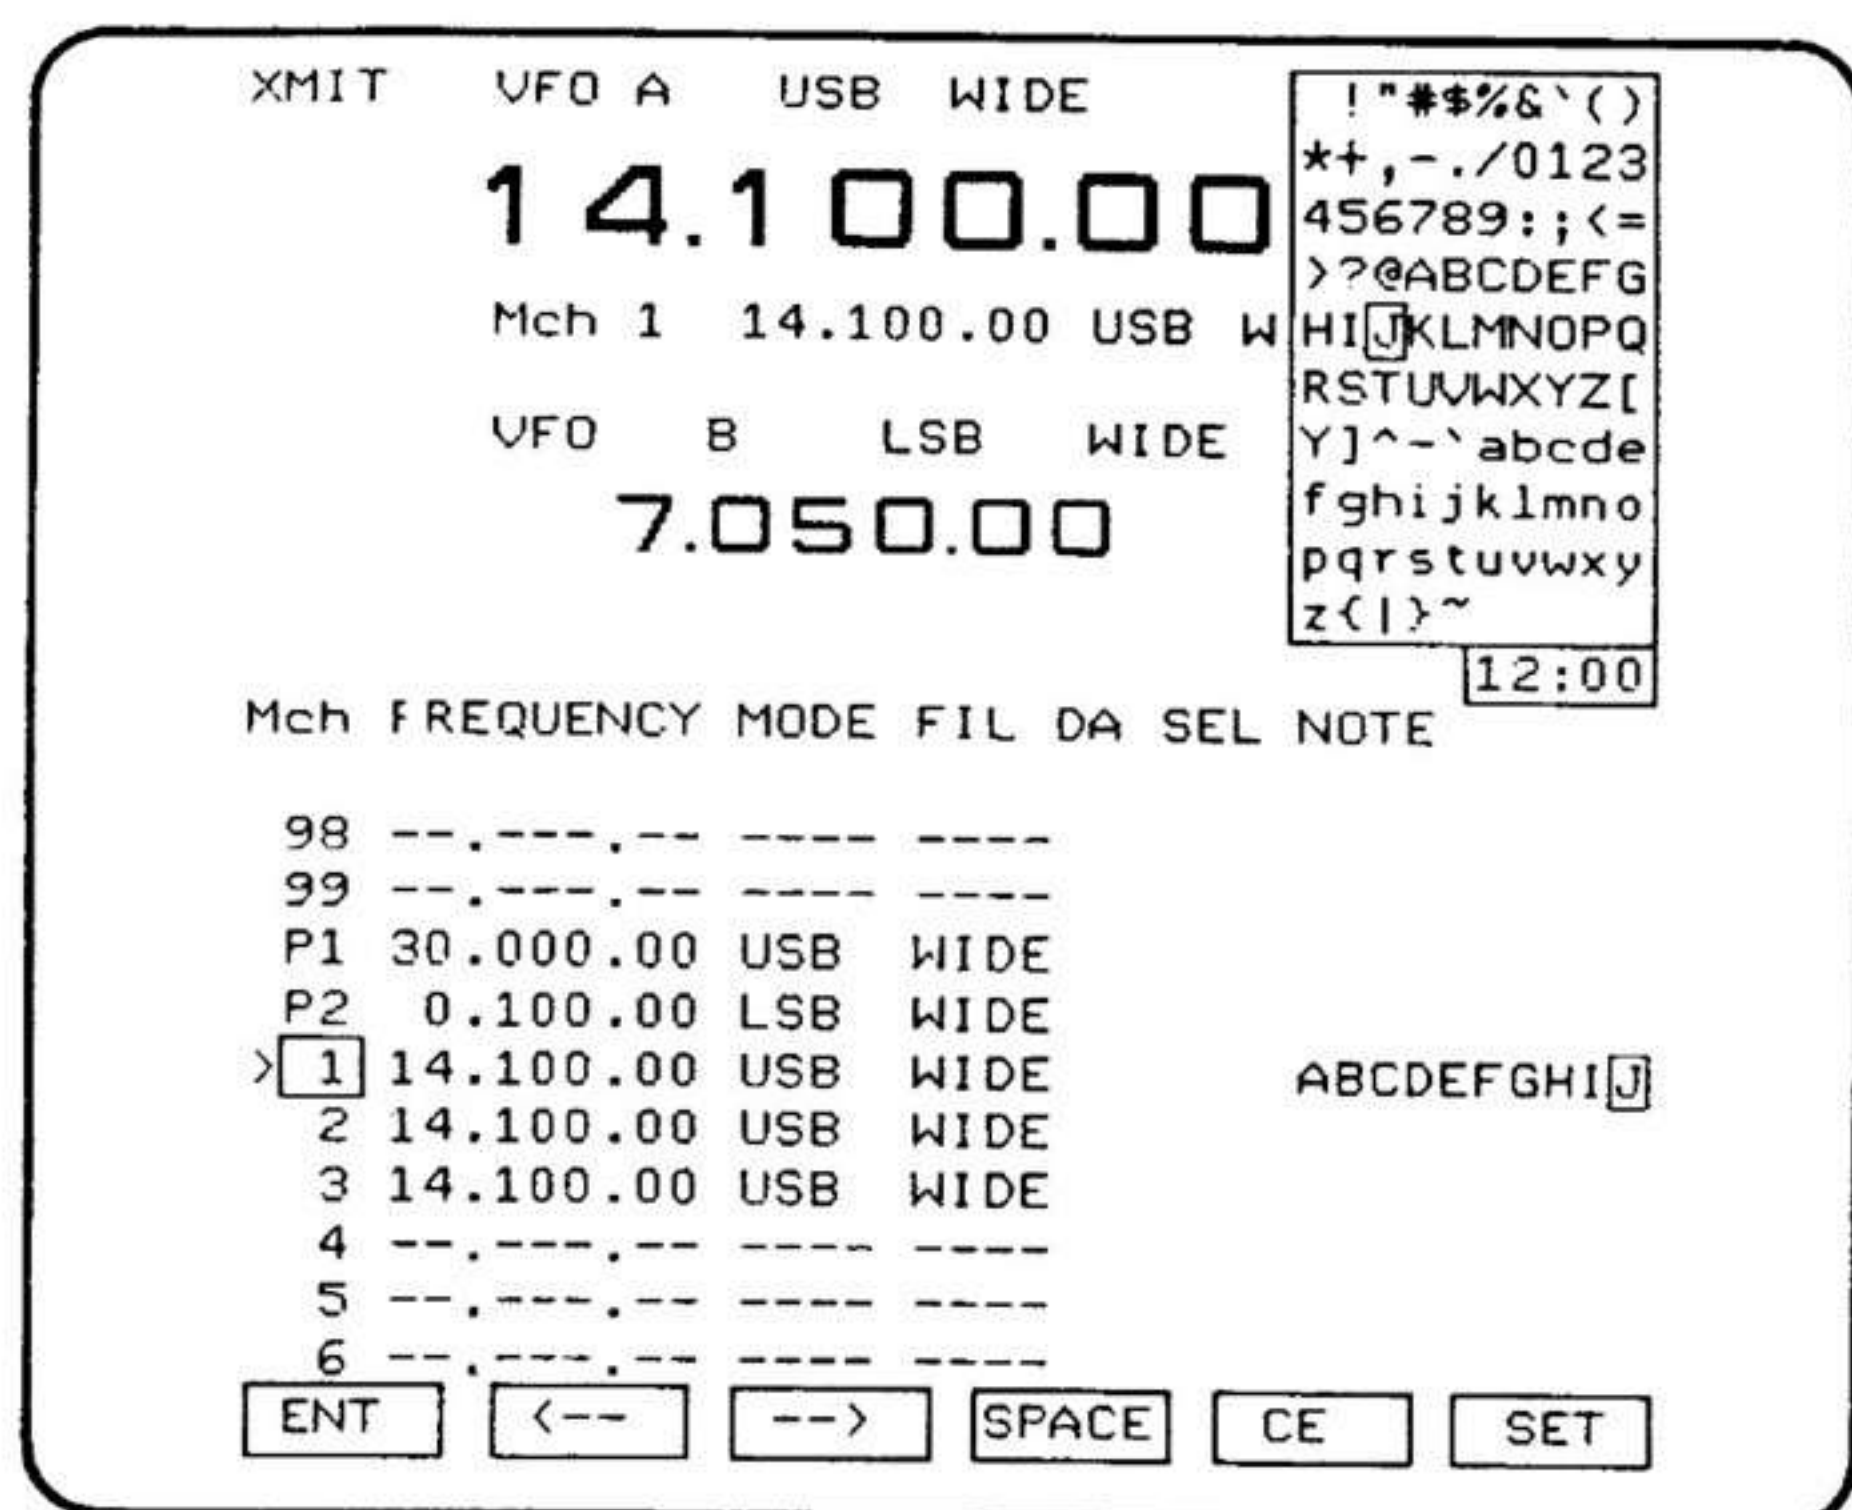 XMIT VFO A USB WIDE
14.100.00
Mch 1 14.100.00 USB W
VFO B LSB WIDE
7.050.00
!"#$%&`()
*+,-./0123
456789:;<=
>?@ABCDEFG
HIJKLMNOPQ
RSTUVWXYZ[
Y]^-`abcde
fghijklmno
pqrstuvwxy
z{|}~
12:00
Mch FREQUENCY MODE FIL DA SEL NOTE
98 --.---.-- ---- ----
99 --.---.-- ---- ----
P1 30.000.00 USB WIDE
P2 0.100.00 LSB WIDE
>1 14.100.00 USB WIDE ABCDEFGHIJ
2 14.100.00 USB WIDE
3 14.100.00 USB WIDE
4 --.---.-- ---- ----
5 --.---.-- ---- ----
6 --.---.-- ---- ----
ENT <-- --> SPACE CE SET